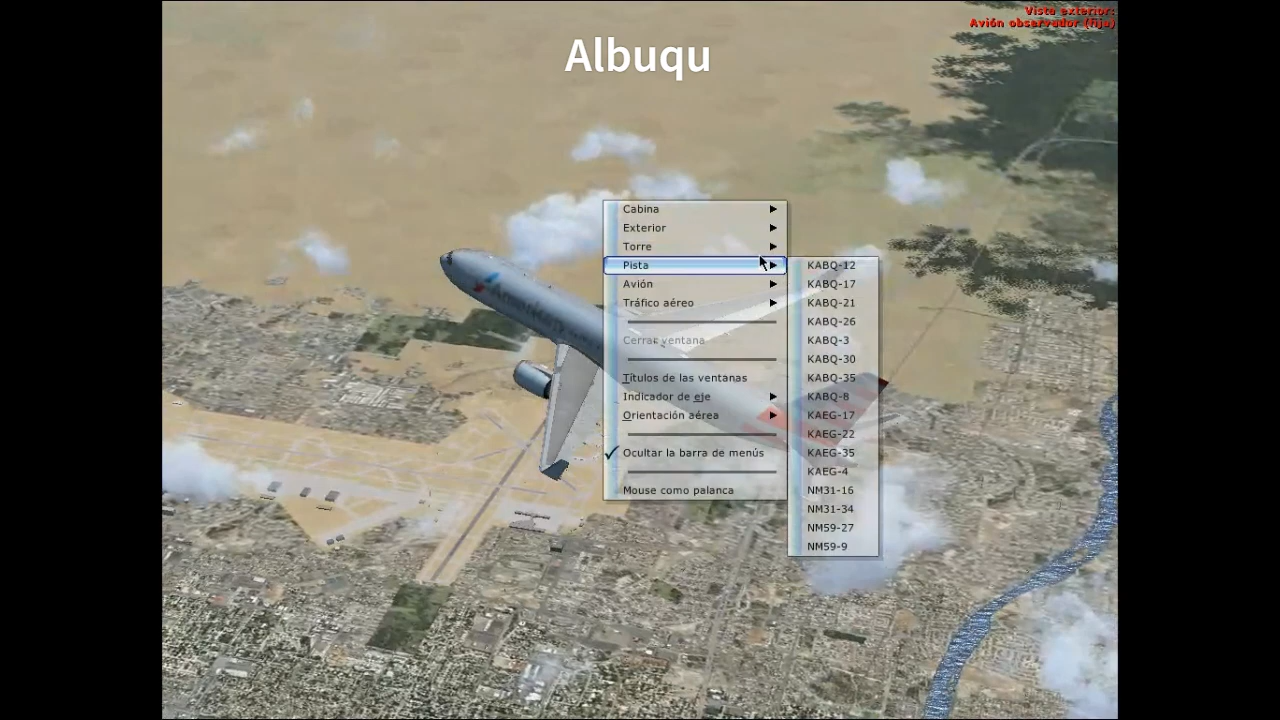 Vista exterior:
Avión observador (fija)
Albuqu
Cabina
Exterior
Torre
Pista
Avión
Tráfico aéreo
Cerrar ventana
Títulos de las ventanas
Indicador de eje
Orientación aérea
Ocultar la barra de menús
Mouse como palanca
KABQ-12
KABQ-17
KABQ-21
KABQ-26
KABQ-3
KABQ-30
KABQ-35
KABQ-8
KAEG-17
KAEG-22
KAEG-35
KAEG-4
NM31-16
NM31-34
NM59-27
NM59-9